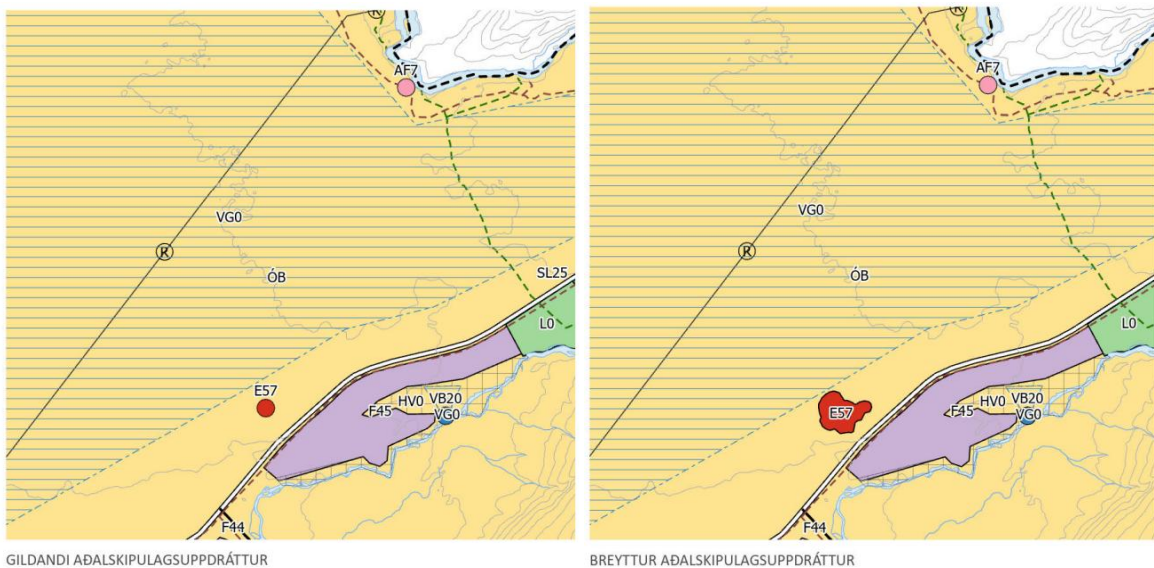 R
AF7
VG0
R
ÓB
SL25
L0
E57
HV0
VB20
F45
VG0
F44
GILDANDI AÐALSKIPULAGSUPPDRÁTTUR
R
AF7
VG0
R
ÓB
L0
E57
HV0
VB20
F45
VG0
F44
BREYTTUR AÐALSKIPULAGSUPPDRÁTTUR